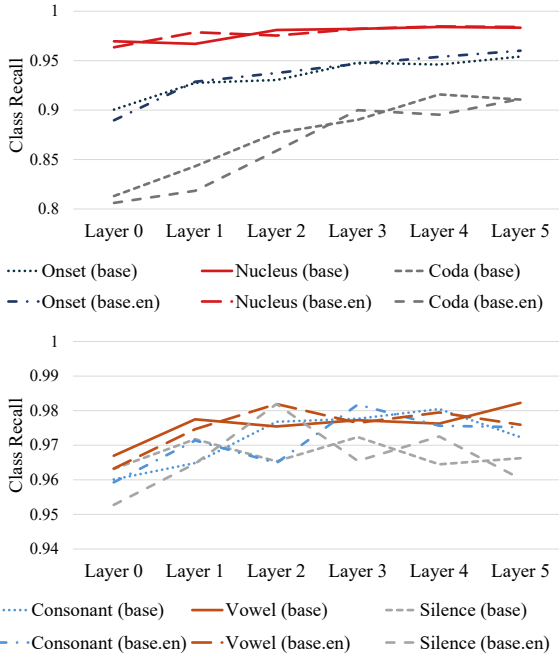 1
0.95
0.9
0.85
0.8
Class Recall
Layer 0 Layer 1 Layer 2 Layer 3 Layer 4 Layer 5
Onset (base) Nucleus (base) Coda (base)
Onset (base.en) Nucleus (base.en) Coda (base.en)
1
0.99
0.98
0.97
0.96
0.95
0.94
Class Recall
Layer 0 Layer 1 Layer 2 Layer 3 Layer 4 Layer 5
Consonant (base) Vowel (base) Silence (base)
Consonant (base.en) Vowel (base.en) Silence (base.en)